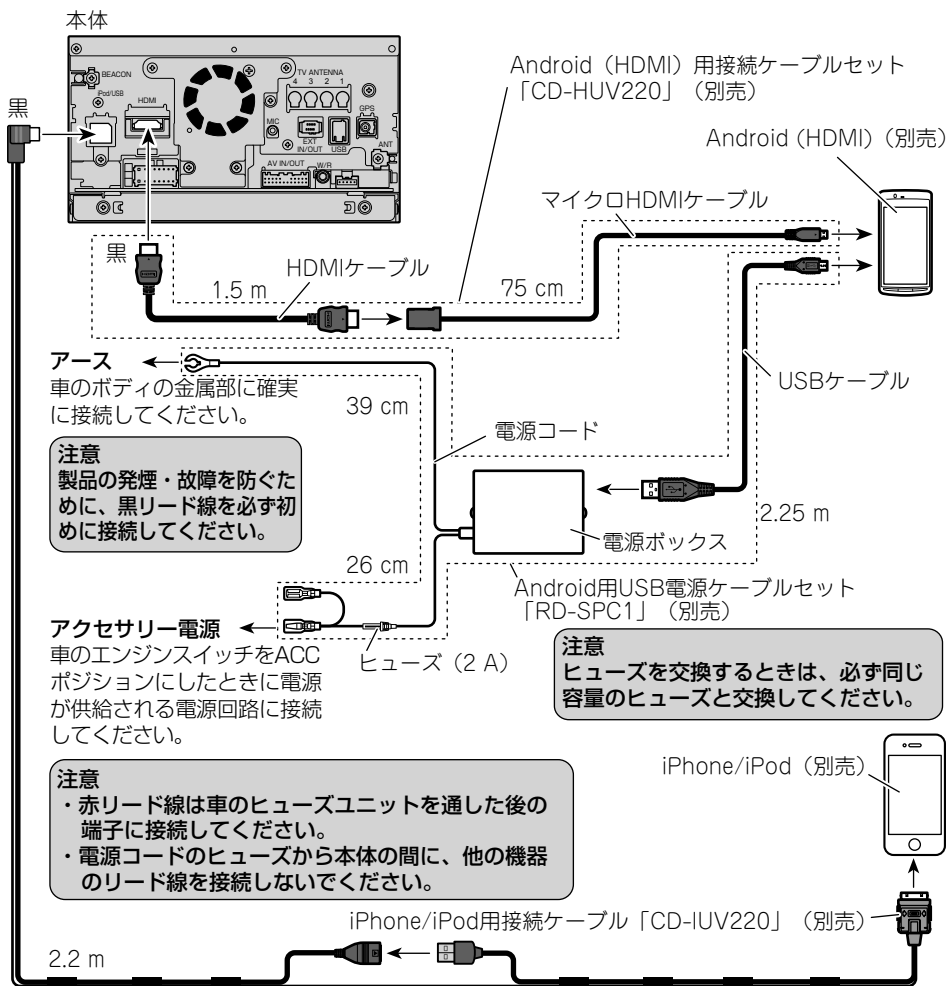 本体
BEACON
iPod/USB
HDMI
TV ANTENNA
4 3 2 1
MIC
EXT
IN/OUT
USB
GPS
ANT
AV IN/OUT
W/R
黒
Android（HDMI）用接続ケーブルセット
「CD-HUV220」（別売）
Android（HDMI）（別売）
マイクロHDMIケーブル
黒
HDMIケーブル
1.5 m
75 cm
アース
車のボディの金属部に確実
に接続してください。
39 cm
USBケーブル
電源コード
注意
製品の発煙・故障を防ぐた
めに、黒リード線を必ず初
めに接続してください。
2.25 m
電源ボックス
26 cm
Android用USB電源ケーブルセット
「RD-SPC1」（別売）
アクセサリー電源
車のエンジンスイッチをACC
ポジションにしたときに電源
が供給される電源回路に接続
してください。
ヒューズ（2 A）
注意
ヒューズを交換するときは、必ず同じ
容量のヒューズと交換してください。
iPhone/iPod（別売）
注意
・赤リード線は車のヒューズユニットを通した後の
端子に接続してください。
・電源コードのヒューズから本体の間に、他の機器
のリード線を接続しないでください。
iPhone/iPod用接続ケーブル「CD-IUV220」（別売）
2.2 m